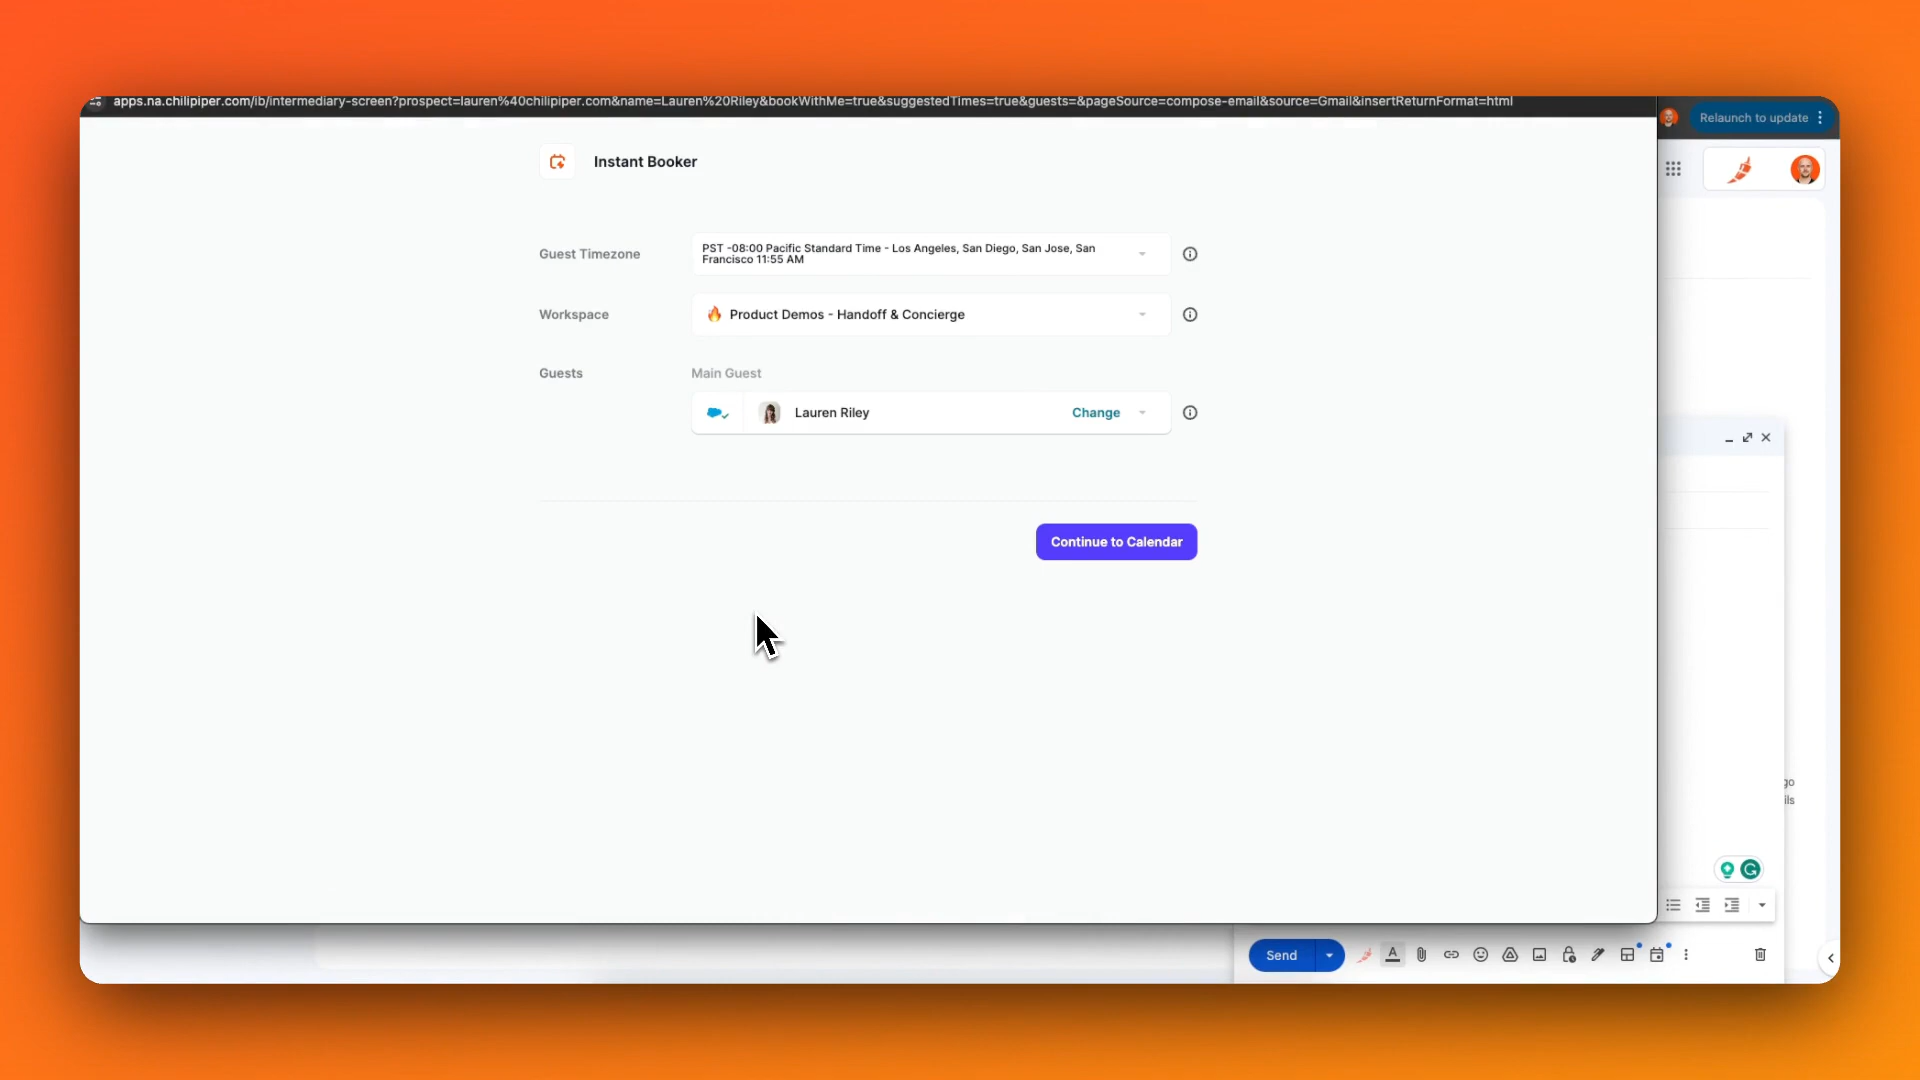 apps.na.chilipiper.com/ib/intermediary-screen?prospect=lauren%40chilipiper.com&name=Lauren%20Riley&bookWithMe=true&suggestedTimes=true&guests=&pageSource=compose-email&source=Gmail&insertReturnFormat=html
Relaunch to update
Instant Booker
Guest Timezone
PST -08:00 Pacific Standard Time - Los Angeles, San Diego, San Jose, San
Francisco 11:55 AM
Workspace
🔥 Product Demos - Handoff & Concierge
Guests
Main Guest
Lauren Riley
Change
Continue to Calendar
Send